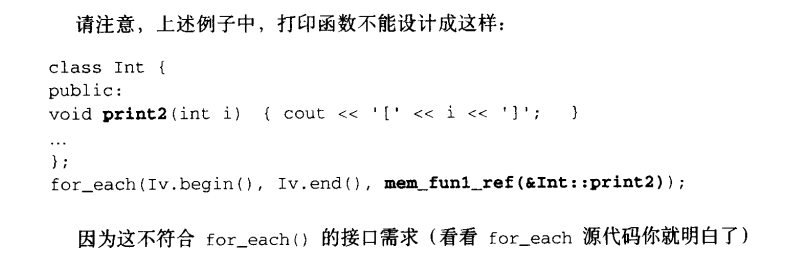 请注意，上述例子中，打印函数不能设计成这样：
class Int {
public:
void print2(int i)  { cout << '[' << i << ']';  }
…
};
for_each(Iv.begin(), Iv.end(), mem_fun1_ref(&Int::print2));
因为这不符合 for_each() 的接口需求（看看 for_each 源代码你就明白了）